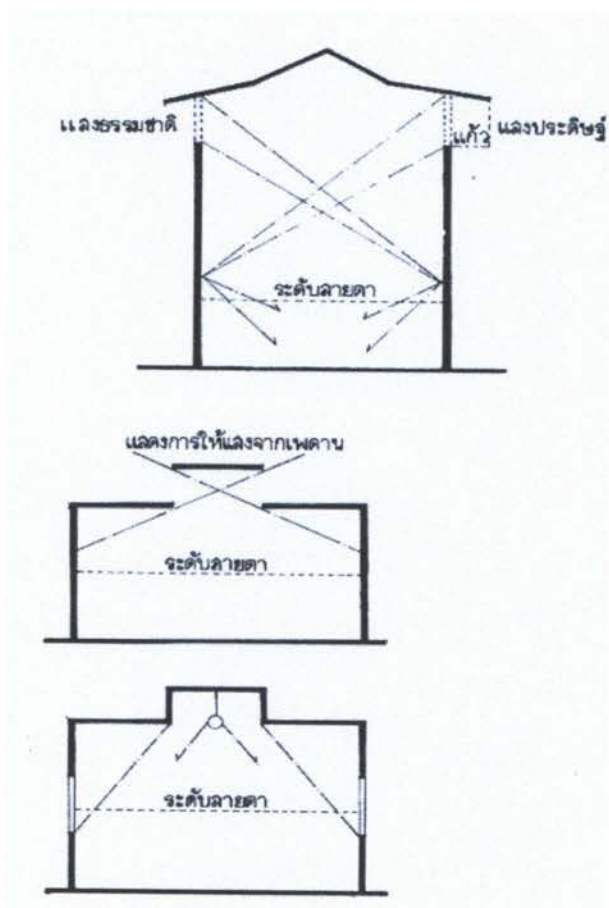 แสงธรรมชาติ
แก้ว
แสงประดิษฐ์
ระดับสายตา
แสดงการให้แสงจากเพดาน
ระดับสายตา
ระดับสายตา